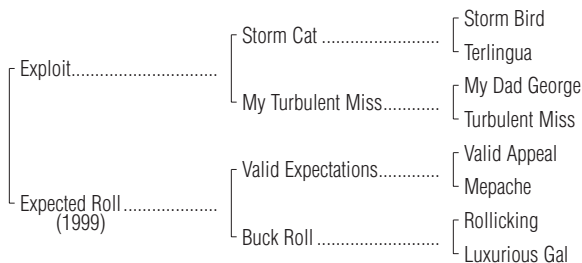 Storm Bird
Storm Cat ........................
Terlingua
Exploit..............................
My Dad George
My Turbulent Miss...........
Turbulent Miss
Valid Appeal
Valid Expectations............
Mepache
Expected Roll...................
(1999)
Rollicking
Buck Roll .........................
Luxurious Gal